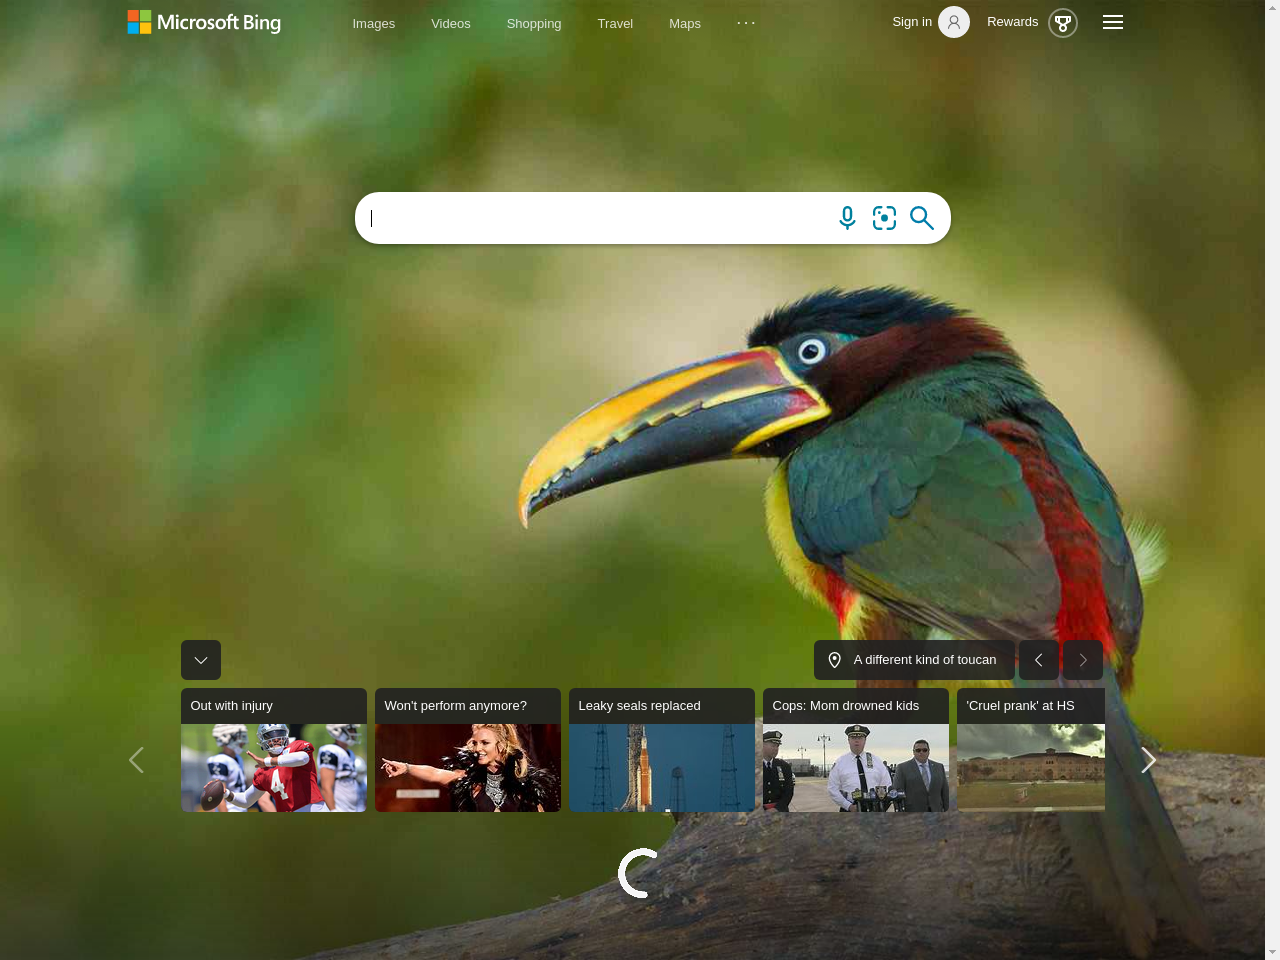 Microsoft Bing
Images
Videos
Shopping
Travel
Maps
Sign in
Rewards
A different kind of toucan
Out with injury
Won't perform anymore?
Leaky seals replaced
Cops: Mom drowned kids
'Cruel prank' at HS
4